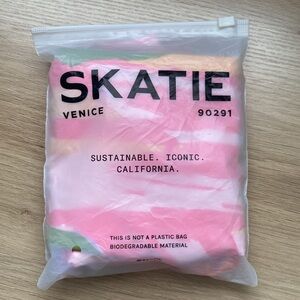 SKATIE
VENICE 90291
SUSTAINABLE. ICONIC.
CALIFORNIA.
THIS IS NOT A PLASTIC BAG
BIODEGRADABLE MATERIAL